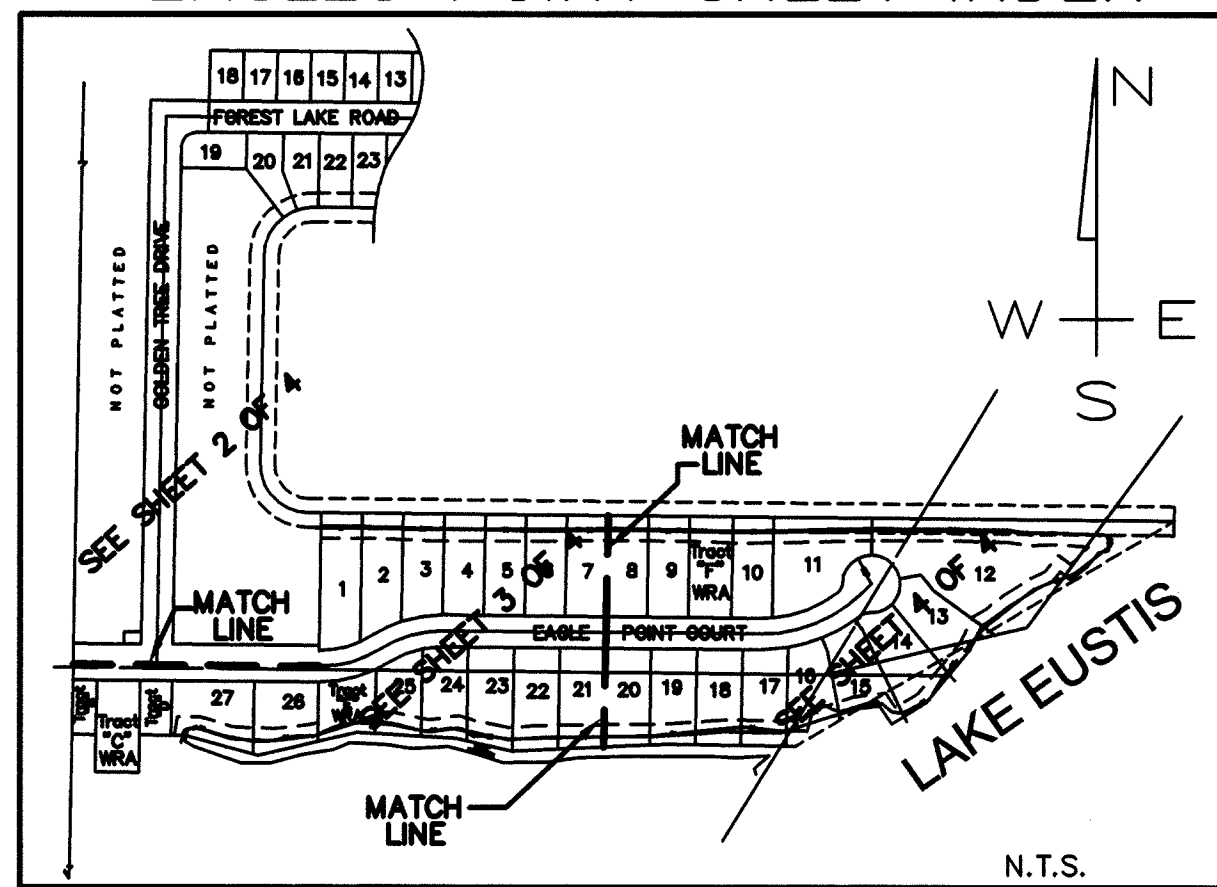 18 17 16 15 14 13
FOREST LAKE ROAD
19 20 21 22 23
NOT PLATTED
GOLDEN TREE DRIVE
NOT PLATTED
N
W E
S
SEE SHEET 2 OF 4
MATCH
LINE
1 2 3 4 5 6 7 8 9
Tract
"F"
WRA
10 11 12
13
14
15
16
SEE SHEET 3 OF 4
SEE SHEET 4 OF 4
EAGLE POINT COURT
MATCH
LINE
27 26
Tract
WRA
25 24 23 22 21 20 19 18 17
Tract
Tract
"C"
WRA
Tract
MATCH
LINE
LAKE EUSTIS
N.T.S.